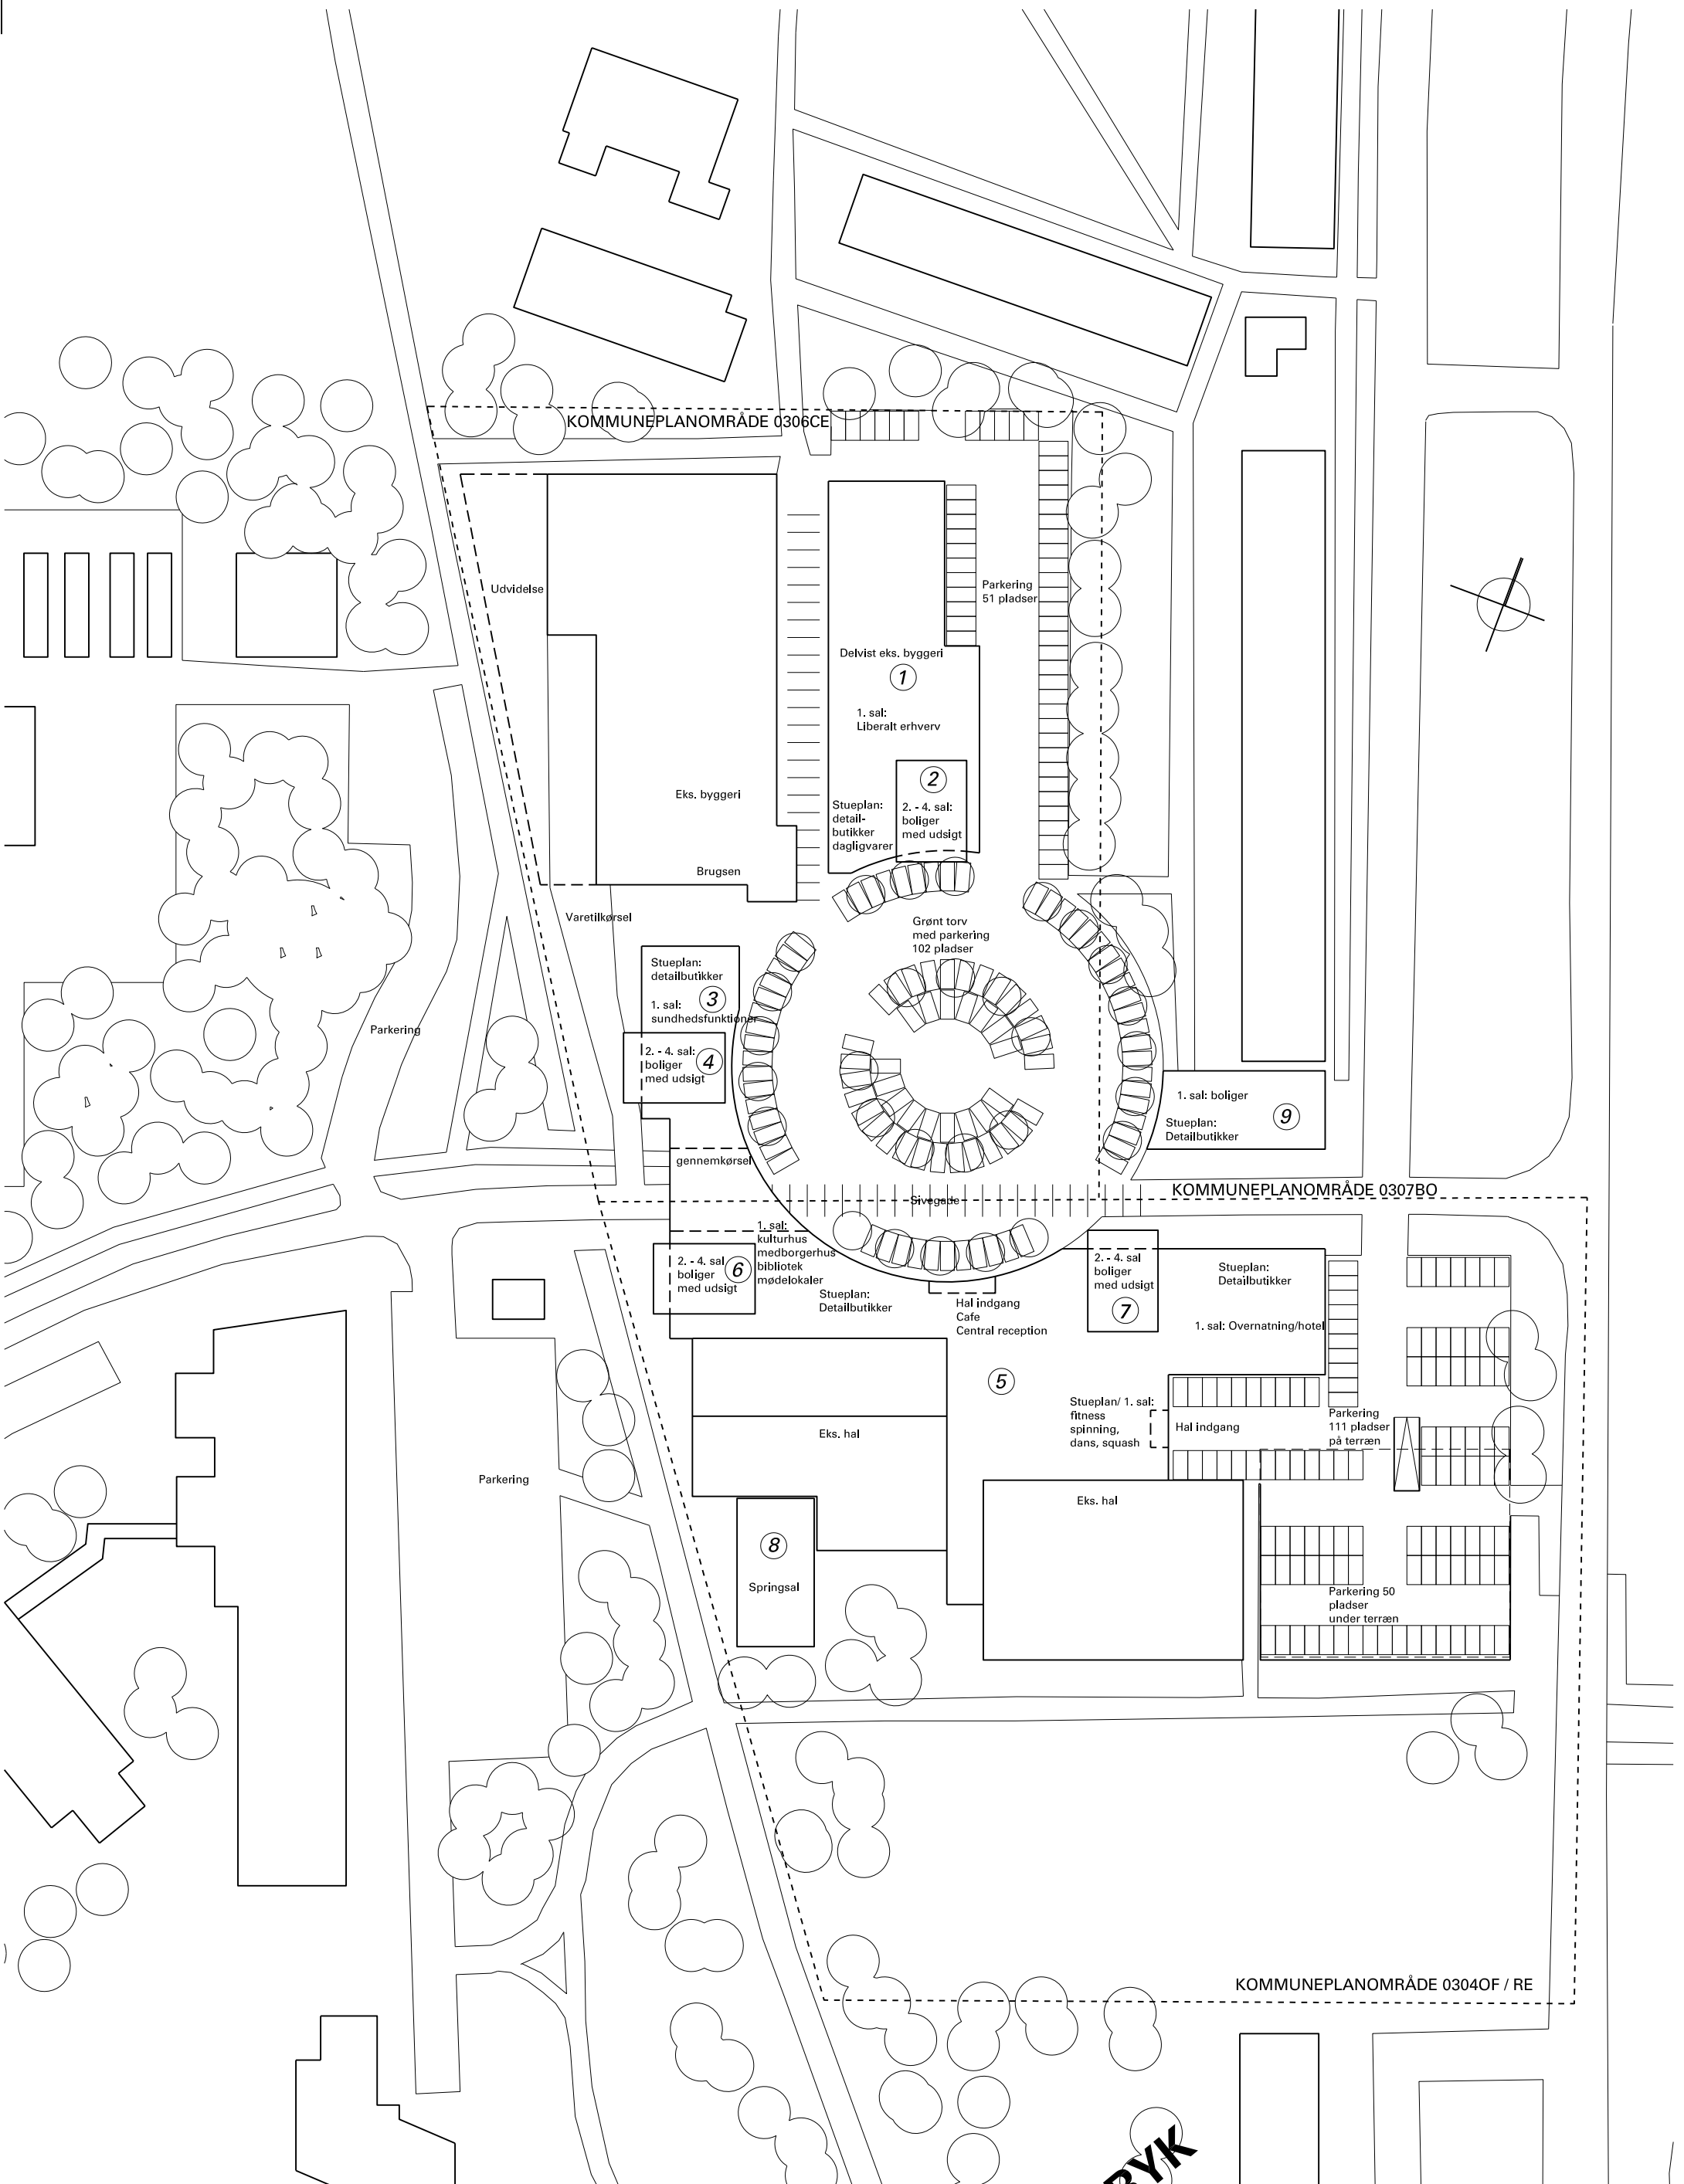 KOMMUNEPLANOMRÅDE 0306CE
Udvidelse
Parkering
51 pladser
Delvist eks. byggeri
1
1. sal:
Liberalt erhverv
2
2. - 4. sal:
boliger
med udsigt
Stueplan:
detail-
butikker
dagligvarer
Eks. byggeri
Brugsen
Varetilkørsel
Grønt torv
med parkering
102 pladser
Stueplan:
detailbutikker
3
1. sal:
sundhedsfunktioner
Parkering
2. - 4. sal:
boliger
med udsigt
4
1. sal: boliger
9
Stueplan:
Detailbutikker
gennemkørsel
KOMMUNEPLANOMRÅDE 0307BO
Sivegade
1. sal:
kulturhus
medborgerhus
bibliotek
mødelokaler
2. - 4. sal
boliger
med udsigt
6
Stueplan:
Detailbutikker
Hal indgang
Cafe
Central reception
2. - 4. sal
boliger
med udsigt
7
Stueplan:
Detailbutikker
1. sal: Overnatning/hotel
5
Stueplan/ 1. sal:
fitness
spinning,
dans, squash
Hal indgang
Parkering
111 pladser
på terræn
Eks. hal
Parkering
Eks. hal
8
Springsal
Parkering 50
pladser
under terræn
KOMMUNEPLANOMRÅDE 0304OF / RE
RYK